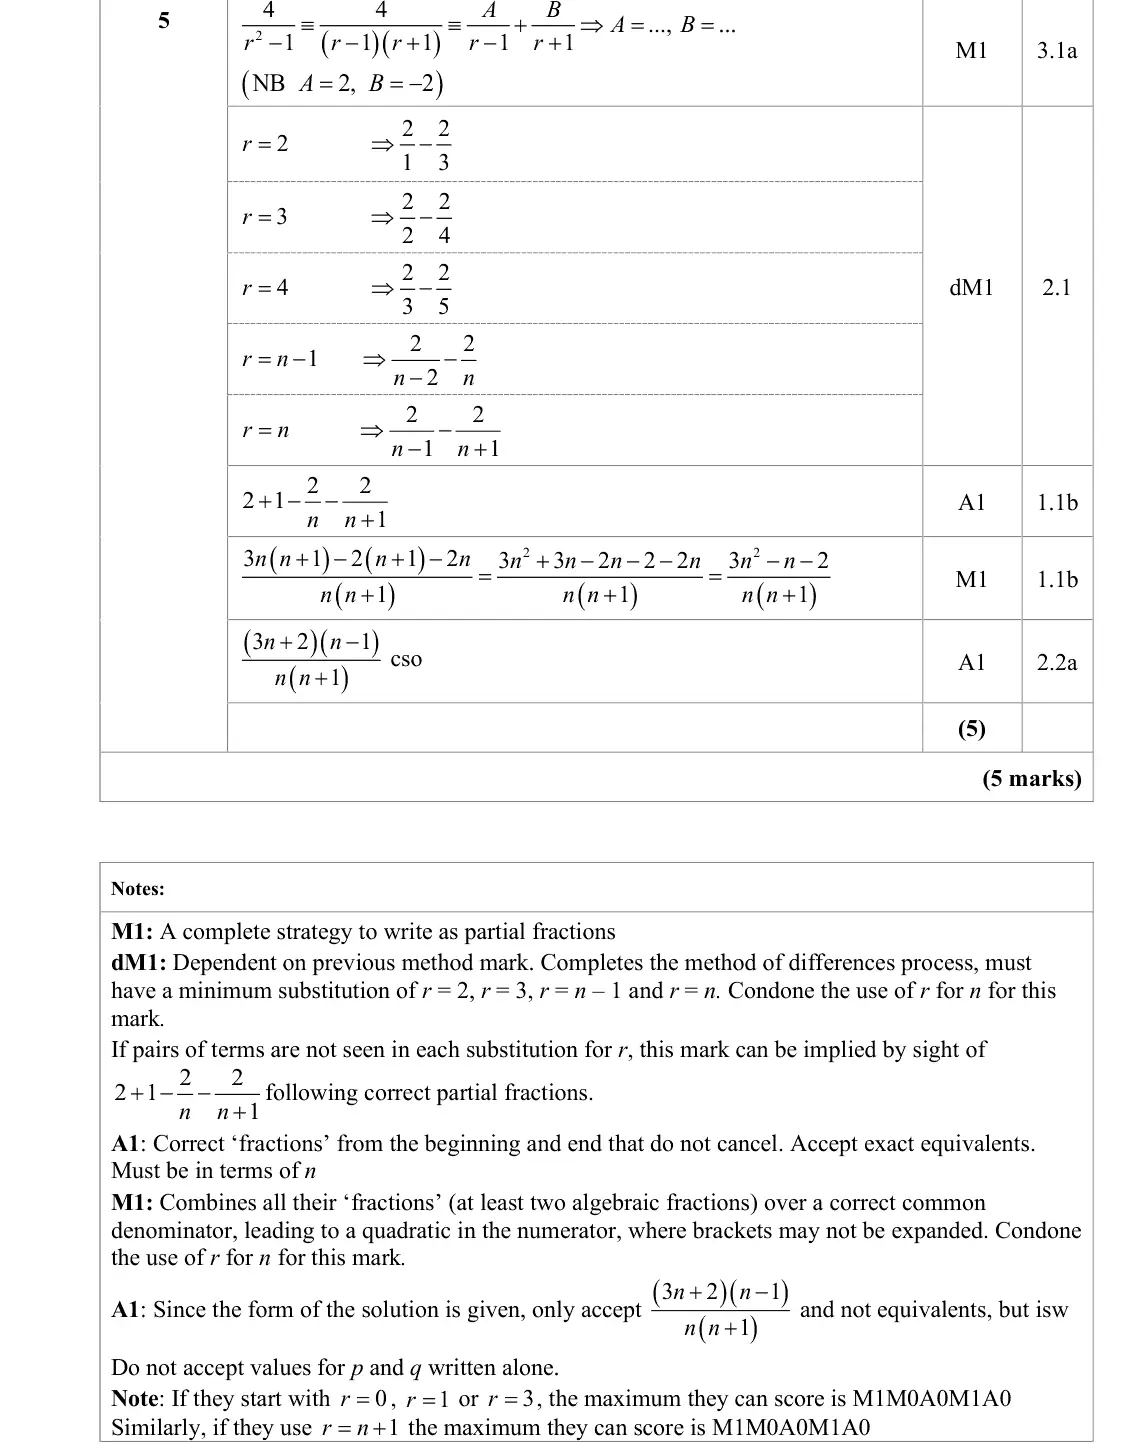 5 4/(r² − 1) ≡ 4/((r − 1)(r + 1)) ≡ A/(r − 1) + B/(r + 1) ⇒ A = ..., B = ... M1 3.1a
(NB A = 2, B = −2)
r = 2 ⇒ 2/1 − 2/3
r = 3 ⇒ 2/2 − 2/4
r = 4 ⇒ 2/3 − 2/5 dM1 2.1
r = n − 1 ⇒ 2/(n − 2) − 2/n
r = n ⇒ 2/(n − 1) − 2/(n + 1)
2 + 1 − 2/n − 2/(n + 1) A1 1.1b
(3n(n + 1) − 2(n + 1) − 2n)/(n(n + 1)) = (3n² + 3n − 2n − 2 − 2n)/(n(n + 1)) = (3n² − n − 2)/(n(n + 1)) M1 1.1b
((3n + 2)(n − 1))/(n(n + 1)) cso A1 2.2a
(5)
(5 marks)
Notes:
M1: A complete strategy to write as partial fractions
dM1: Dependent on previous method mark. Completes the method of differences process, must
have a minimum substitution of r = 2, r = 3, r = n – 1 and r = n. Condone the use of r for n for this
mark.
If pairs of terms are not seen in each substitution for r, this mark can be implied by sight of
2 + 1 − 2/n − 2/(n + 1) following correct partial fractions.
A1: Correct ‘fractions’ from the beginning and end that do not cancel. Accept exact equivalents.
Must be in terms of n
M1: Combines all their ‘fractions’ (at least two algebraic fractions) over a correct common
denominator, leading to a quadratic in the numerator, where brackets may not be expanded. Condone
the use of r for n for this mark.
A1: Since the form of the solution is given, only accept ((3n + 2)(n − 1))/(n(n + 1)) and not equivalents, but isw
Do not accept values for p and q written alone.
Note: If they start with r = 0, r = 1 or r = 3, the maximum they can score is M1M0A0M1A0
Similarly, if they use r = n + 1 the maximum they can score is M1M0A0M1A0